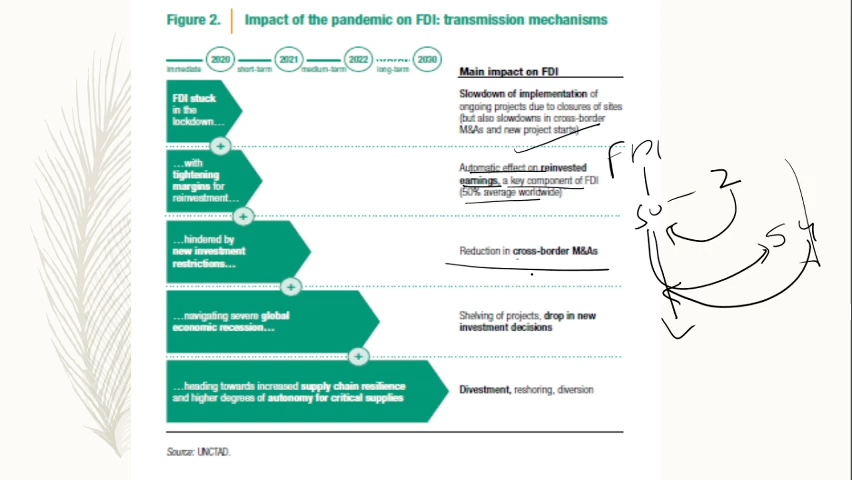 Figure 2. Impact of the pandemic on FDI: transmission mechanisms
2020 2021 2022 2030
immediate short-term medium-term long-term
Main impact on FDI
FDI stuck
in the
lockdown…
Slowdown of implementation of
ongoing projects due to closures of sites
(but also slowdowns in cross-border
M&As and new project starts)
+
…with
tightening
margins for
reinvestment…
Automatic effect on reinvested
earnings, a key component of FDI
(50% average worldwide)
+
…hindered by
new investment
restrictions…
Reduction in cross-border M&As
+
…navigating severe global
economic recession…
Shelving of projects, drop in new
investment decisions
+
…heading towards increased supply chain resilience
and higher degrees of autonomy for critical supplies
Divestment, reshoring, diversion
Source: UNCTAD.
FDI
2